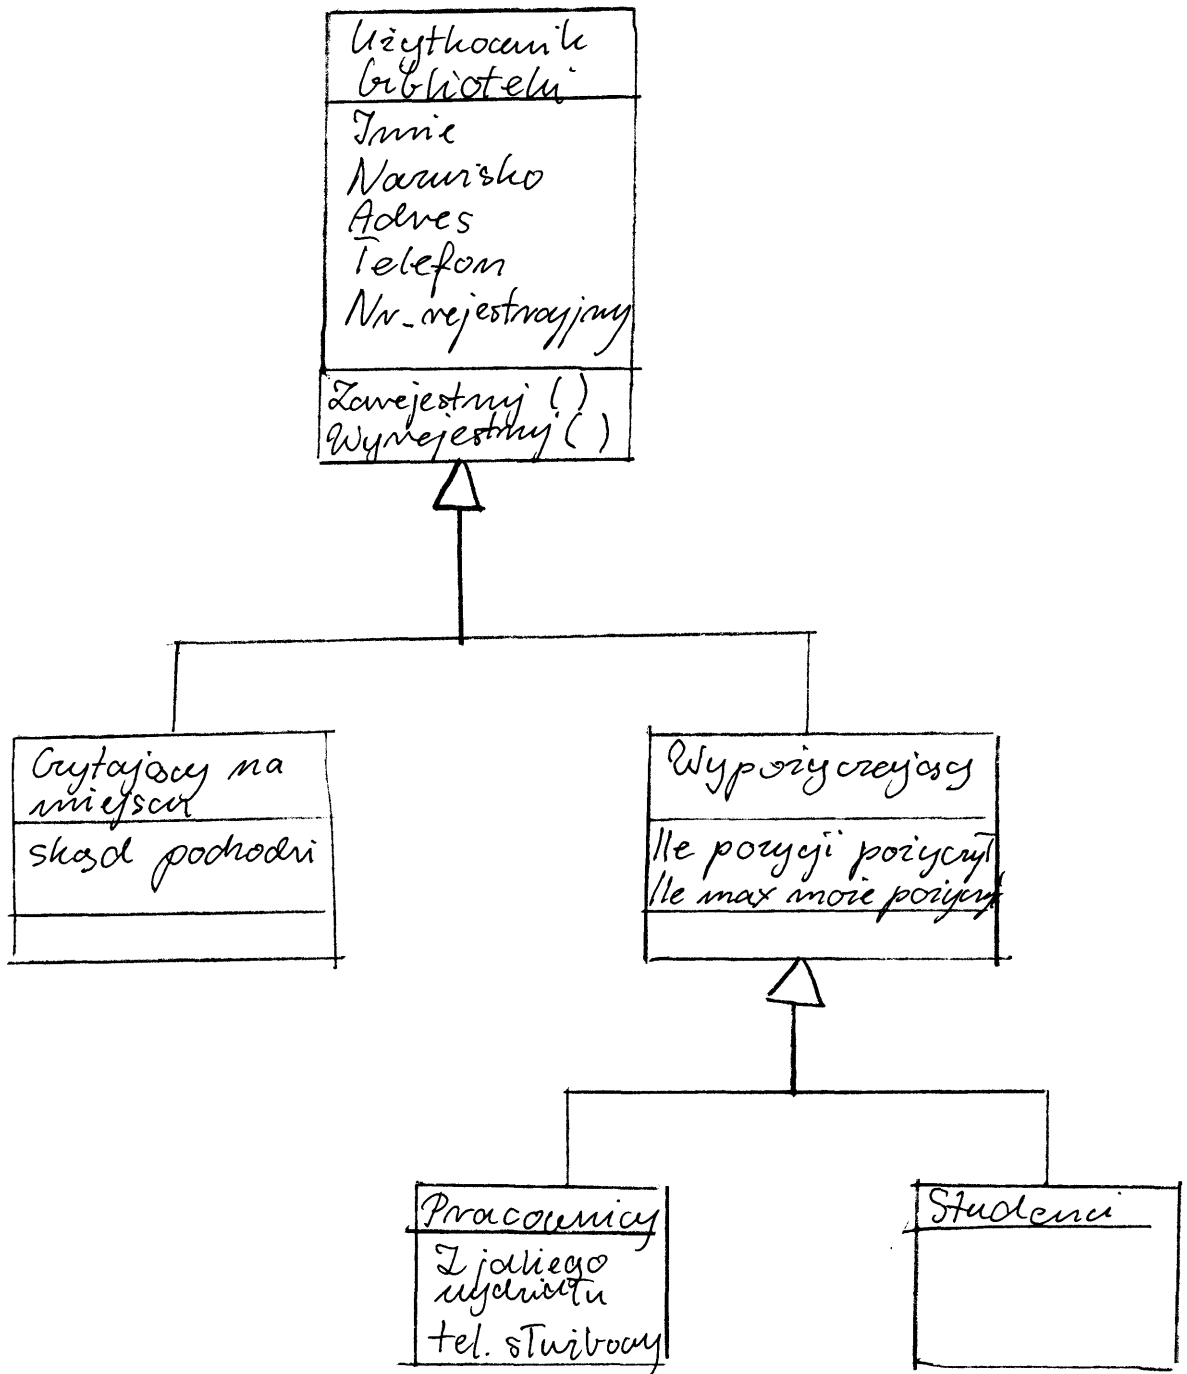 Użytkownik
biblioteki
Imie
Nazwisko
Adres
Telefon
Nr_rejestracyjny
Zarejestruj ( )
Wyrejestruj ( )
Czytający na
miejscu
skąd pochodzi
Wypożyczający
Ile pozycji pożyczył
Ile max może pożyczyć
Pracownicy
Z jakiego
wydziału
tel. służbowy
Studenci